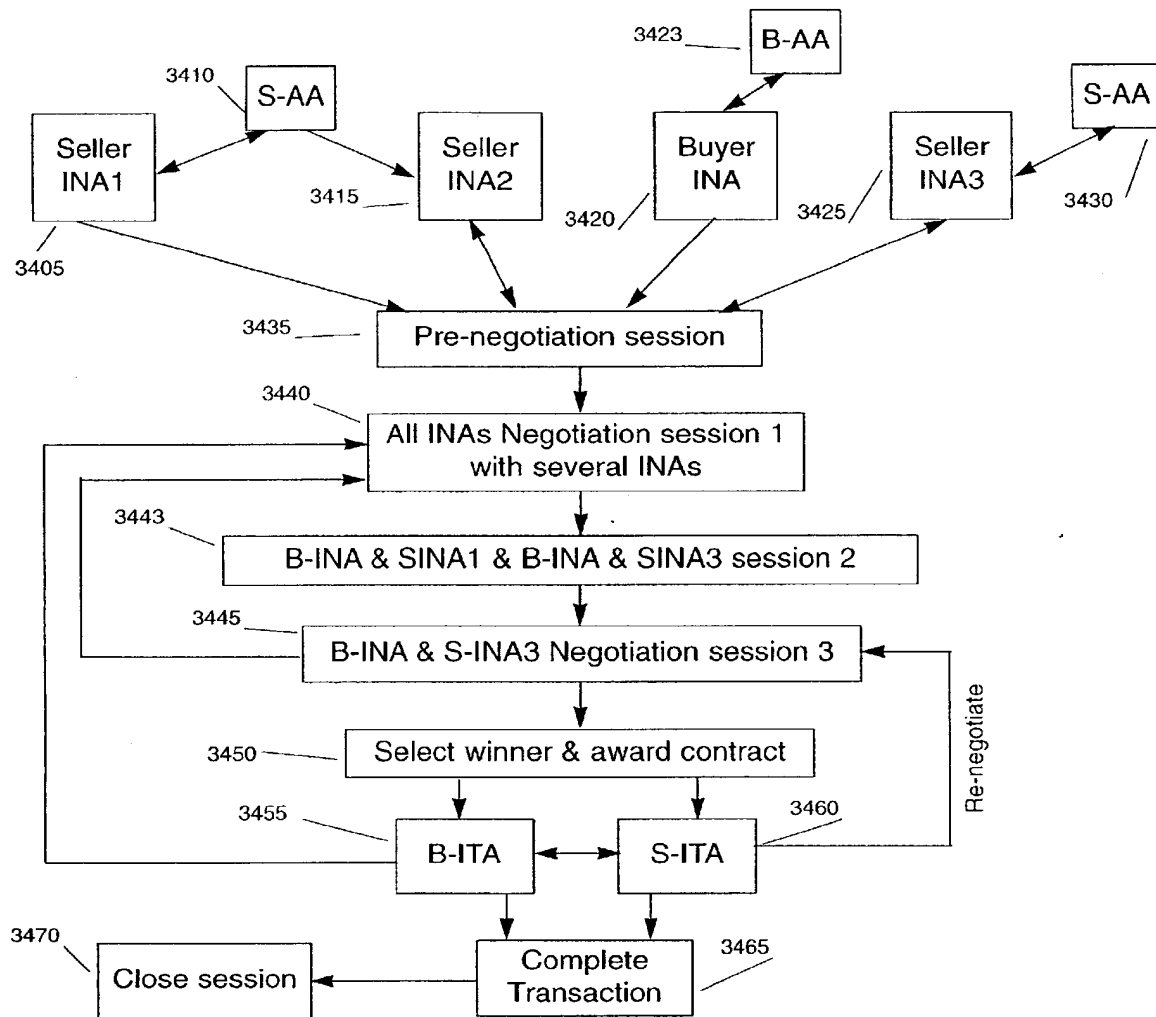 3423
B-AA
3410
S-AA
S-AA
Seller
INA1
Seller
INA2
Buyer
INA
Seller
INA3
3415
3420
3425
3430
3405
3435
Pre-negotiation session
3440
All INAs Negotiation session 1
with several INAs
3443
B-INA & SINA1 & B-INA & SINA3 session 2
3445
B-INA & S-INA3 Negotiation session 3
Re-negotiate
3450
Select winner & award contract
3455
3460
B-ITA
S-ITA
3470
3465
Close session
Complete
Transaction